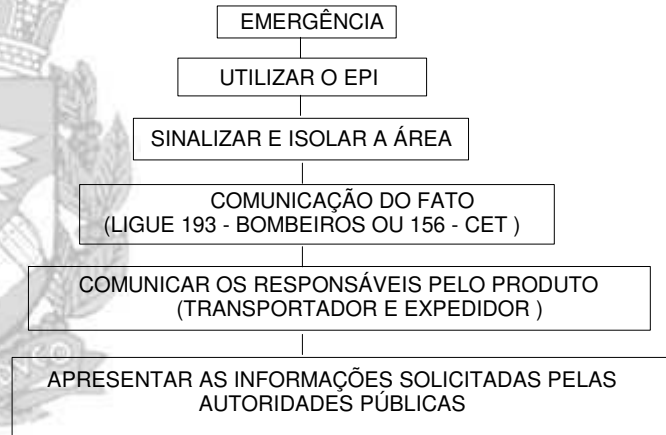 EMERGÊNCIA
UTILIZAR O EPI
SINALIZAR E ISOLAR A ÁREA
COMUNICAÇÃO DO FATO
(LIGUE 193 - BOMBEIROS OU 156 - CET )
COMUNICAR OS RESPONSÁVEIS PELO PRODUTO
(TRANSPORTADOR E EXPEDIDOR )
APRESENTAR AS INFORMAÇÕES SOLICITADAS PELAS
AUTORIDADES PÚBLICAS